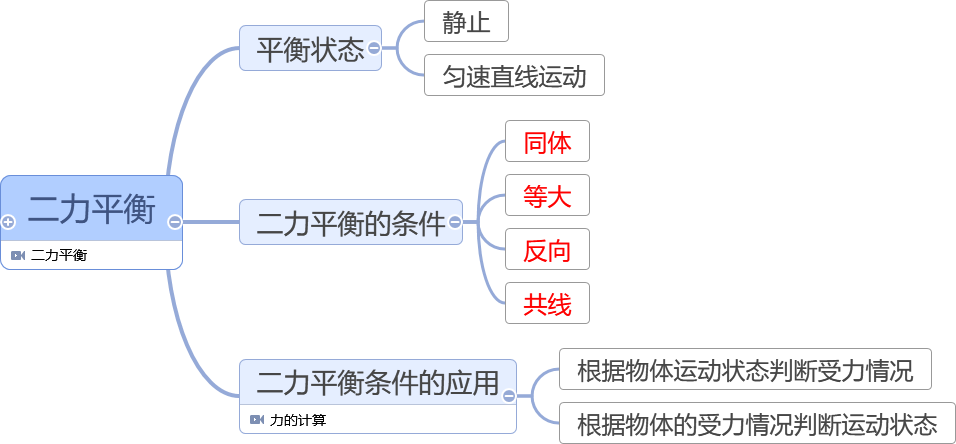 二力平衡
二力平衡
平衡状态
静止
匀速直线运动
二力平衡的条件
同体
等大
反向
共线
二力平衡条件的应用
力的计算
根据物体运动状态判断受力情况
根据物体的受力情况判断运动状态